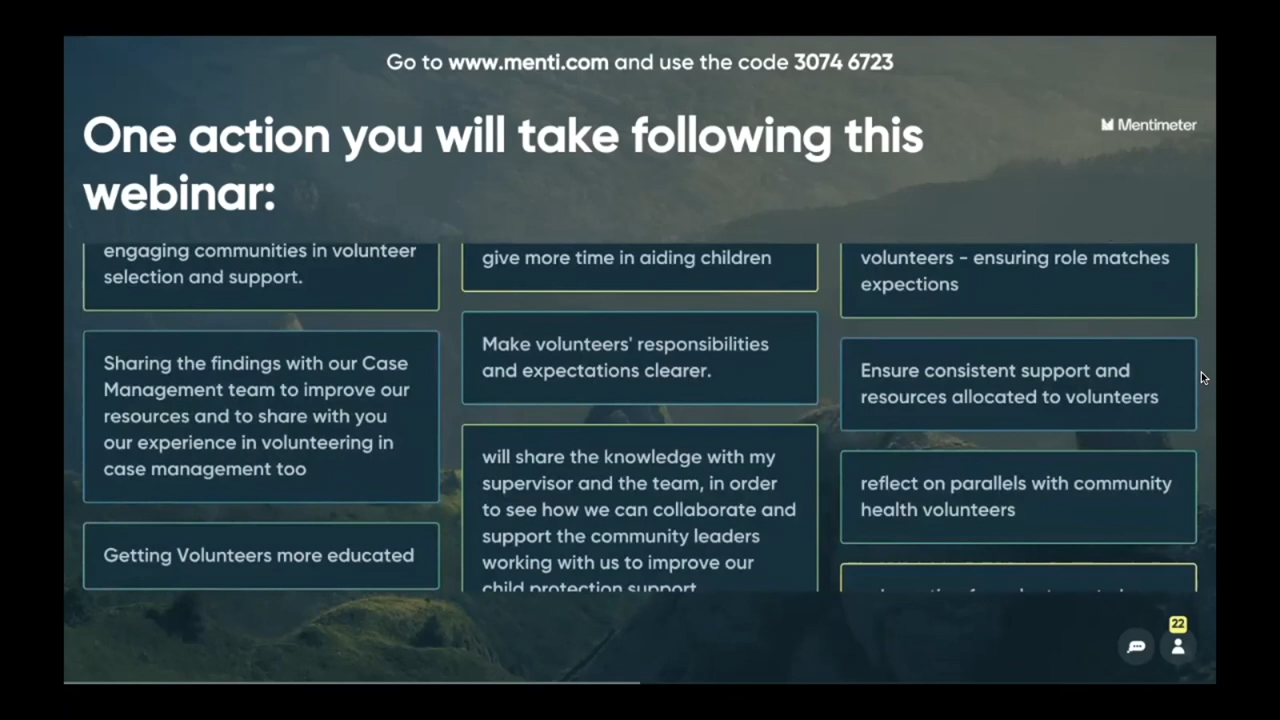 Go to www.menti.com and use the code 3074 6723
One action you will take following this
webinar:
Mentimeter
engaging communities in volunteer
selection and support.
Sharing the findings with our Case
Management team to improve our
resources and to share with you
our experience in volunteering in
case management too
Getting Volunteers more educated
give more time in aiding children
Make volunteers' responsibilities
and expectations clearer.
will share the knowledge with my
supervisor and the team, in order
to see how we can collaborate and
support the community leaders
working with us to improve our
child protection support
volunteers - ensuring role matches
expections
Ensure consistent support and
resources allocated to volunteers
reflect on parallels with community
health volunteers
22